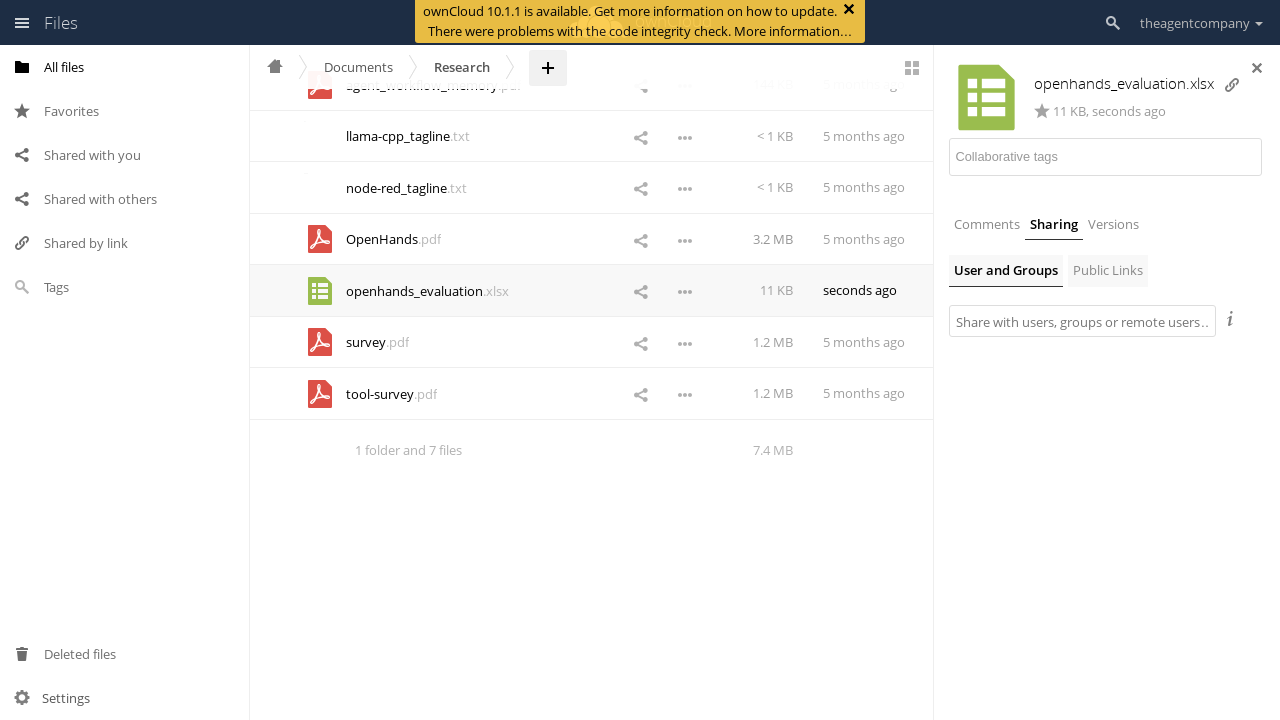 Files
ownCloud 10.1.1 is available. Get more information on how to update.
There were problems with the code integrity check. More information…
theagentcompany
All files
Favorites
Shared with you
Shared with others
Shared by link
Tags
Deleted files
Settings
Documents
Research
agent_workflow_memory.pdf 5 months ago
llama-cpp_tagline.txt < 1 KB 5 months ago
node-red_tagline.txt < 1 KB 5 months ago
OpenHands.pdf 3.2 MB 5 months ago
openhands_evaluation.xlsx 11 KB seconds ago
survey.pdf 1.2 MB 5 months ago
tool-survey.pdf 1.2 MB 5 months ago
1 folder and 7 files 7.4 MB
openhands_evaluation.xlsx
11 KB, seconds ago
Collaborative tags
Comments Sharing Versions
User and Groups Public Links
Share with users, groups or remote users…